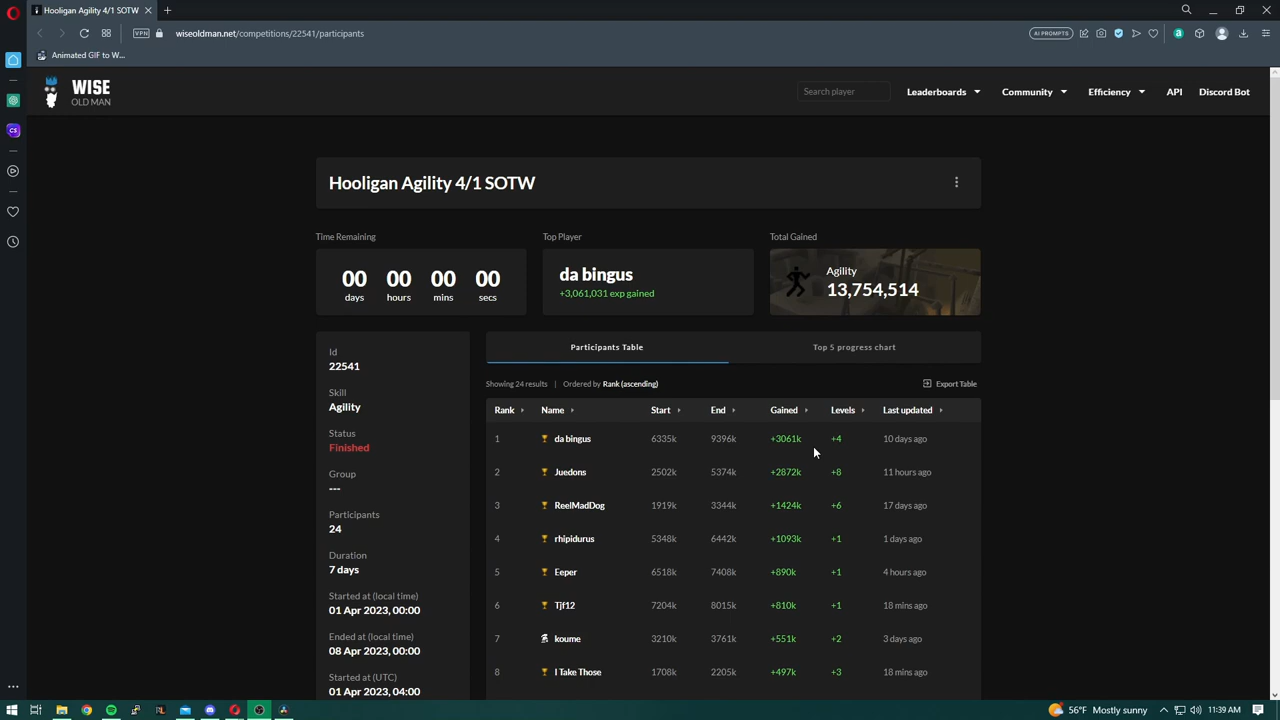 Hooligan Agility 4/1 SOTW
VPN
wiseoldman.net/competitions/22541/participants
AI PROMPTS
Animated GIF to W...
WISE
OLD MAN
Search player
Leaderboards
Community
Efficiency
API
Discord Bot
Hooligan Agility 4/1 SOTW
Time Remaining
Top Player
Total Gained
00 00 00 00
days hours mins secs
da bingus
+3,061,031 exp gained
Agility
13,754,514
Id
22541
Skill
Agility
Status
Finished
Group
---
Participants
24
Duration
7 days
Started at (local time)
01 Apr 2023, 00:00
Ended at (local time)
08 Apr 2023, 00:00
Started at (UTC)
01 Apr 2023, 04:00
Participants Table
Top 5 progress chart
Showing 24 results | Ordered by Rank (ascending)
Export Table
Rank Name Start End Gained Levels Last updated
1 da bingus 6335k 9396k +3061k +4 10 days ago
2 Juedons 2502k 5374k +2872k +8 11 hours ago
3 ReelMadDog 1919k 3344k +1424k +6 17 days ago
4 rhipidurus 5348k 6442k +1093k +1 1 days ago
5 Eeper 6518k 7408k +890k +1 4 hours ago
6 Tjf12 7204k 8015k +810k +1 18 mins ago
7 koume 3210k 3761k +551k +2 3 days ago
8 I Take Those 1708k 2205k +497k +3 18 mins ago
56°F Mostly sunny
11:39 AM